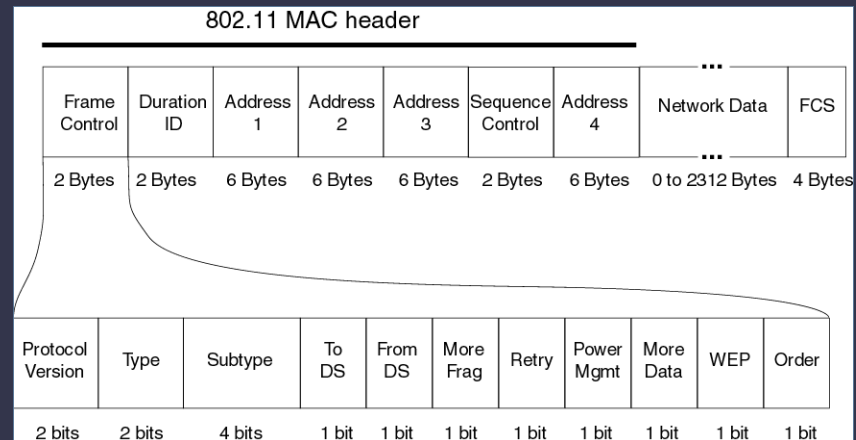 802.11 MAC header
...
Frame Control
Duration ID
Address 1
Address 2
Address 3
Sequence Control
Address 4
Network Data
FCS
...
2 Bytes
2 Bytes
6 Bytes
6 Bytes
6 Bytes
2 Bytes
6 Bytes
0 to 2312 Bytes
4 Bytes
Protocol Version
Type
Subtype
To DS
From DS
More Frag
Retry
Power Mgmt
More Data
WEP
Order
2 bits
2 bits
4 bits
1 bit
1 bit
1 bit
1 bit
1 bit
1 bit
1 bit
1 bit